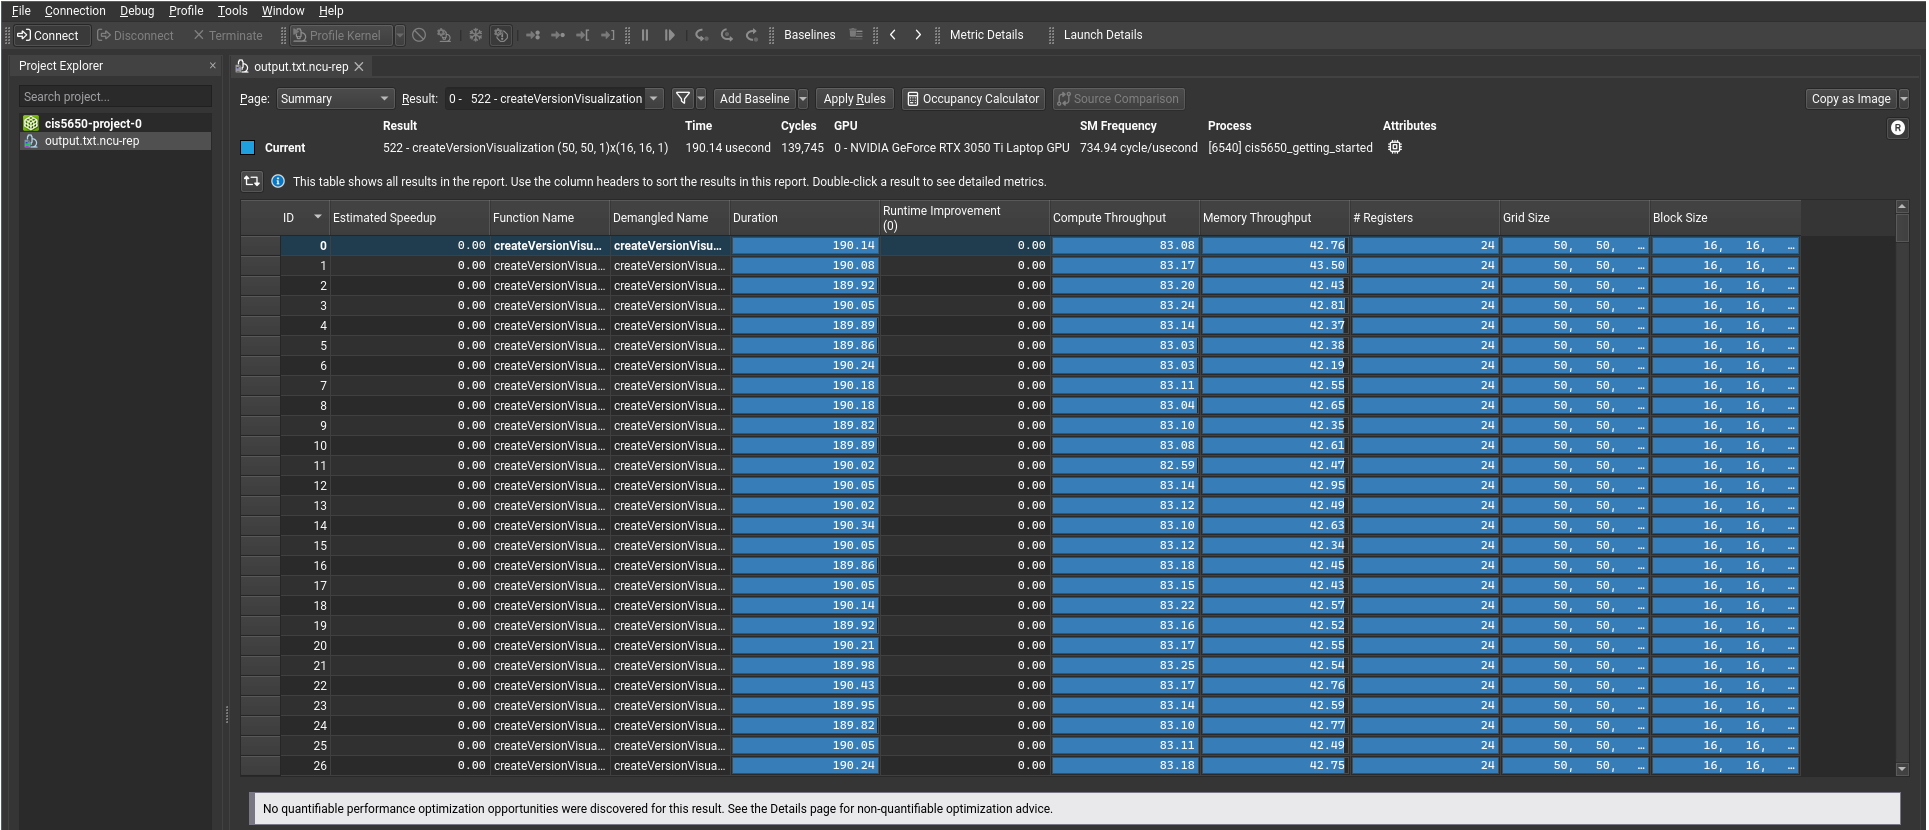 File Connection Debug Profile Tools Window Help
Connect Disconnect Terminate Profile Kernel Baselines Metric Details Launch Details
Project Explorer
Search project...
cis5650-project-0
output.txt.ncu-rep
output.txt.ncu-rep
Page: Summary Result: 0 - 522 - createVersionVisualization Add Baseline Apply Rules Occupancy Calculator Source Comparison Copy as Image
Result Time Cycles GPU SM Frequency Process Attributes
R
Current 522 - createVersionVisualization (50, 50, 1)x(16, 16, 1) 190.14 usecond 139,745 0 - NVIDIA GeForce RTX 3050 Ti Laptop GPU 734.94 cycle/usecond [6540] cis5650_getting_started
This table shows all results in the report. Use the column headers to sort the results in this report. Double-click a result to see detailed metrics.
ID Estimated Speedup Function Name Demangled Name Duration Runtime Improvement (0) Compute Throughput Memory Throughput # Registers Grid Size Block Size
0 0.00 createVersionVisu... createVersionVisu... 190.14 0.00 83.08 42.76 24 50, 50, … 16, 16, …
1 0.00 createVersionVisua... createVersionVisua... 190.08 0.00 83.17 43.50 24 50, 50, … 16, 16, …
2 0.00 createVersionVisua... createVersionVisua... 189.92 0.00 83.20 42.43 24 50, 50, … 16, 16, …
3 0.00 createVersionVisua... createVersionVisua... 190.05 0.00 83.24 42.81 24 50, 50, … 16, 16, …
4 0.00 createVersionVisua... createVersionVisua... 189.89 0.00 83.14 42.37 24 50, 50, … 16, 16, …
5 0.00 createVersionVisua... createVersionVisua... 189.86 0.00 83.03 42.38 24 50, 50, … 16, 16, …
6 0.00 createVersionVisua... createVersionVisua... 190.24 0.00 83.03 42.19 24 50, 50, … 16, 16, …
7 0.00 createVersionVisua... createVersionVisua... 190.18 0.00 83.11 42.55 24 50, 50, … 16, 16, …
8 0.00 createVersionVisua... createVersionVisua... 190.18 0.00 83.04 42.65 24 50, 50, … 16, 16, …
9 0.00 createVersionVisua... createVersionVisua... 189.82 0.00 83.10 42.35 24 50, 50, … 16, 16, …
10 0.00 createVersionVisua... createVersionVisua... 189.89 0.00 83.08 42.61 24 50, 50, … 16, 16, …
11 0.00 createVersionVisua... createVersionVisua... 190.02 0.00 82.59 42.47 24 50, 50, … 16, 16, …
12 0.00 createVersionVisua... createVersionVisua... 190.05 0.00 83.14 42.95 24 50, 50, … 16, 16, …
13 0.00 createVersionVisua... createVersionVisua... 190.02 0.00 83.12 42.49 24 50, 50, … 16, 16, …
14 0.00 createVersionVisua... createVersionVisua... 190.34 0.00 83.10 42.63 24 50, 50, … 16, 16, …
15 0.00 createVersionVisua... createVersionVisua... 190.05 0.00 83.12 42.34 24 50, 50, … 16, 16, …
16 0.00 createVersionVisua... createVersionVisua... 189.86 0.00 83.18 42.45 24 50, 50, … 16, 16, …
17 0.00 createVersionVisua... createVersionVisua... 190.05 0.00 83.15 42.43 24 50, 50, … 16, 16, …
18 0.00 createVersionVisua... createVersionVisua... 190.14 0.00 83.22 42.57 24 50, 50, … 16, 16, …
19 0.00 createVersionVisua... createVersionVisua... 189.92 0.00 83.16 42.52 24 50, 50, … 16, 16, …
20 0.00 createVersionVisua... createVersionVisua... 190.21 0.00 83.17 42.55 24 50, 50, … 16, 16, …
21 0.00 createVersionVisua... createVersionVisua... 189.98 0.00 83.25 42.54 24 50, 50, … 16, 16, …
22 0.00 createVersionVisua... createVersionVisua... 190.43 0.00 83.17 42.76 24 50, 50, … 16, 16, …
23 0.00 createVersionVisua... createVersionVisua... 189.95 0.00 83.14 42.59 24 50, 50, … 16, 16, …
24 0.00 createVersionVisua... createVersionVisua... 189.82 0.00 83.10 42.77 24 50, 50, … 16, 16, …
25 0.00 createVersionVisua... createVersionVisua... 190.05 0.00 83.11 42.49 24 50, 50, … 16, 16, …
26 0.00 createVersionVisua... createVersionVisua... 190.24 0.00 83.18 42.75 24 50, 50, … 16, 16, …
No quantifiable performance optimization opportunities were discovered for this result. See the Details page for non-quantifiable optimization advice.